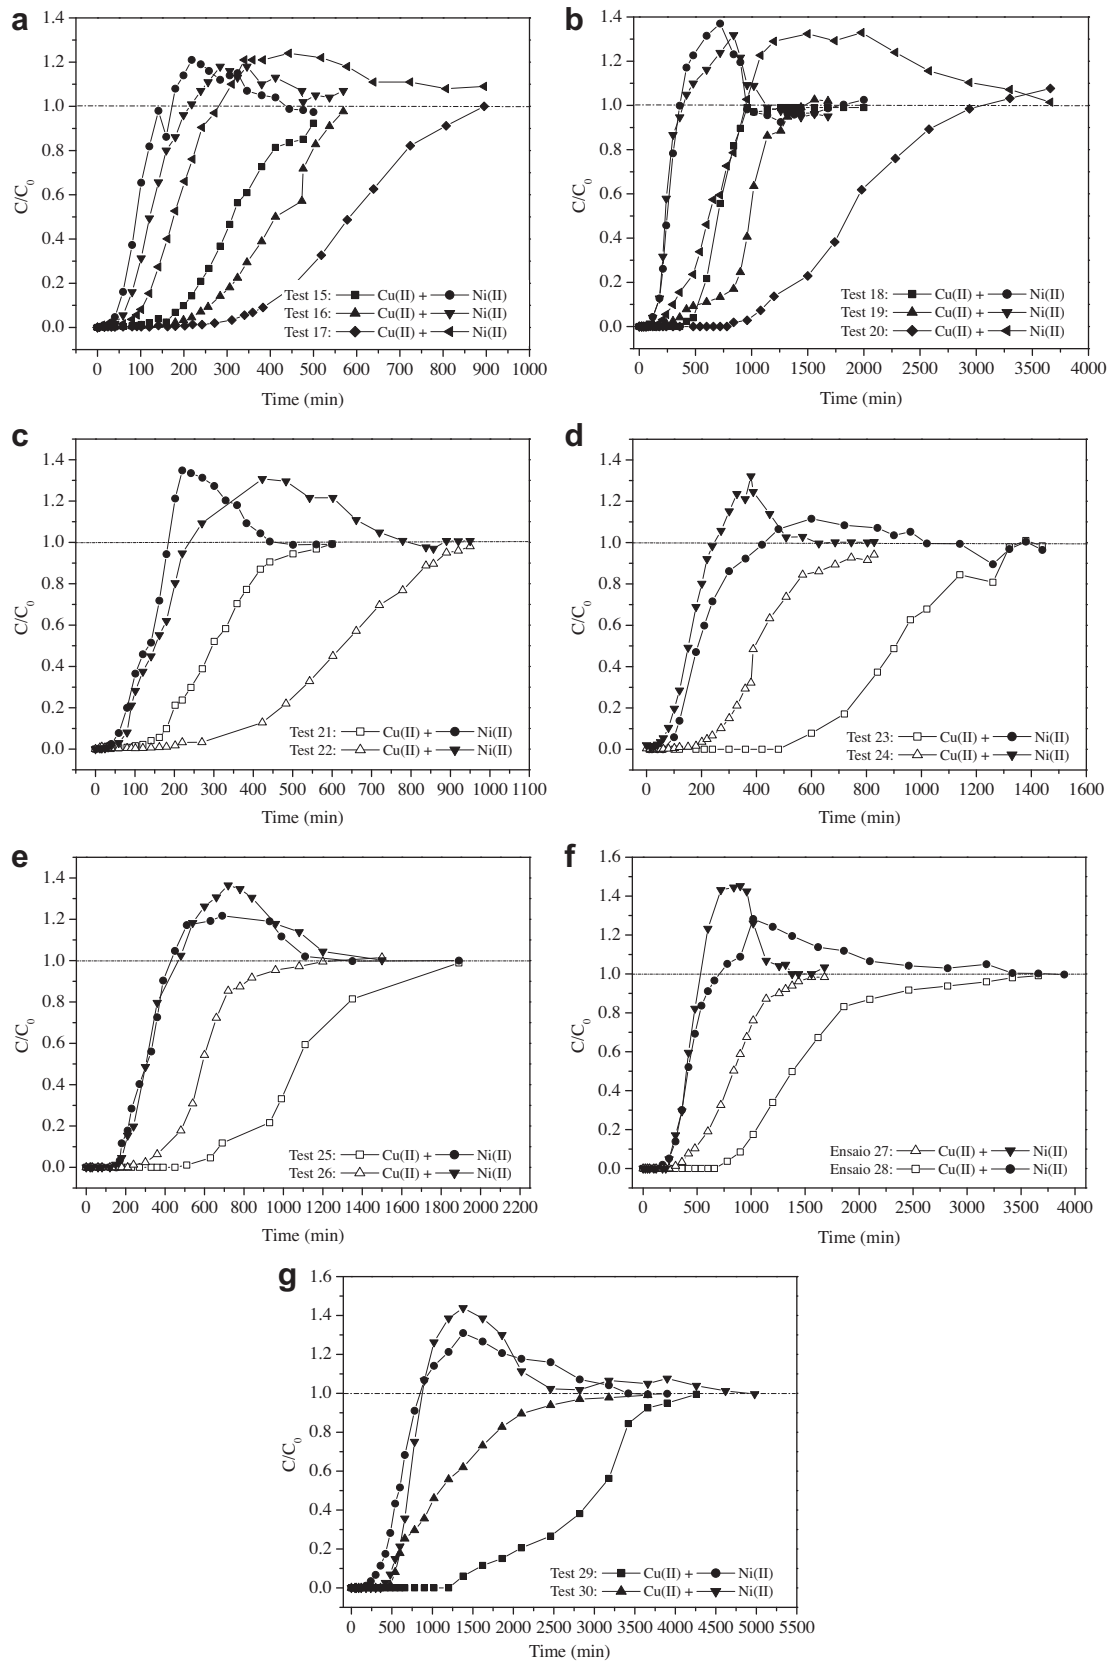 a
1.4
1.2
1.0
0.8
0.6
0.4
0.2
0.0
C/C0
Test 15: Cu(II) + Ni(II)
Test 16: Cu(II) + Ni(II)
Test 17: Cu(II) + Ni(II)
0 100 200 300 400 500 600 700 800 900 1000
Time (min)
b
1.4
1.2
1.0
0.8
0.6
0.4
0.2
0.0
C/C0
Test 18: Cu(II) + Ni(II)
Test 19: Cu(II) + Ni(II)
Test 20: Cu(II) + Ni(II)
0 500 1000 1500 2000 2500 3000 3500 4000
Time (min)
c
1.4
1.2
1.0
0.8
0.6
0.4
0.2
0.0
C/C0
Test 21: Cu(II) + Ni(II)
Test 22: Cu(II) + Ni(II)
0 100 200 300 400 500 600 700 800 900 1000 1100
Time (min)
d
1.4
1.2
1.0
0.8
0.6
0.4
0.2
0.0
C/C0
Test 23: Cu(II) + Ni(II)
Test 24: Cu(II) + Ni(II)
0 200 400 600 800 1000 1200 1400 1600
Time (min)
e
1.4
1.2
1.0
0.8
0.6
0.4
0.2
0.0
C/C0
Test 25: Cu(II) + Ni(II)
Test 26: Cu(II) + Ni(II)
0 200 400 600 800 1000 1200 1400 1600 1800 2000 2200
Time (min)
f
1.6
1.4
1.2
1.0
0.8
0.6
0.4
0.2
0.0
C/C0
Ensaio 27: Cu(II) + Ni(II)
Ensaio 28: Cu(II) + Ni(II)
0 500 1000 1500 2000 2500 3000 3500 4000
Time (min)
g
1.6
1.4
1.2
1.0
0.8
0.6
0.4
0.2
0.0
C/C0
Test 29: Cu(II) + Ni(II)
Test 30: Cu(II) + Ni(II)
0 500 1000 1500 2000 2500 3000 3500 4000 4500 5000 5500
Time (min)